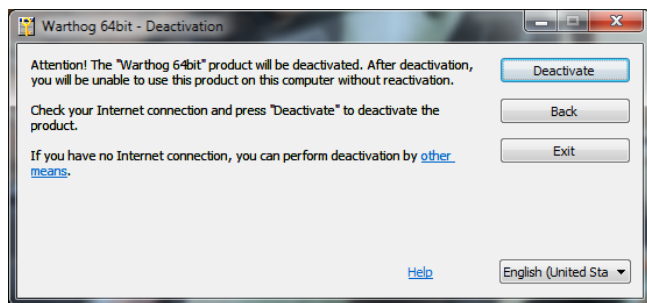 Warthog 64bit - Deactivation
Attention! The "Warthog 64bit" product will be deactivated. After deactivation,
you will be unable to use this product on this computer without reactivation.
Check your Internet connection and press "Deactivate" to deactivate the
product.
If you have no Internet connection, you can perform deactivation by other
means.
Deactivate
Back
Exit
Help
English (United Sta